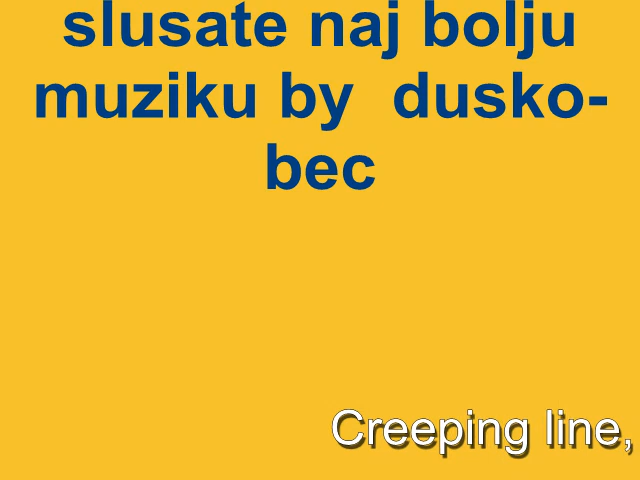 slusate naj bolju
muziku by  dusko-
bec
Creeping line,